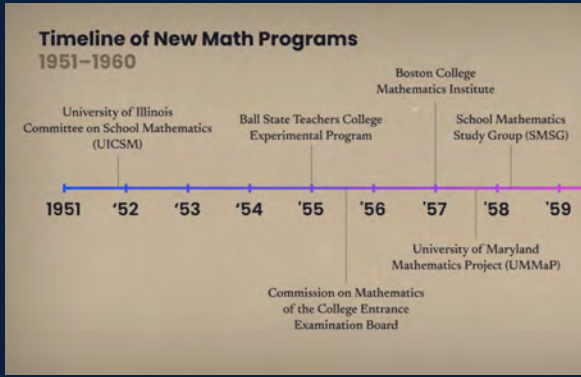 Timeline of New Math Programs
1951–1960
Boston College
Mathematics Institute
University of Illinois
Committee on School Mathematics
(UICSM)
Ball State Teachers College
Experimental Program
School Mathematics
Study Group (SMSG)
1951 ‘52 ‘53 ‘54 '55 '56 '57 '58 '59
University of Maryland
Mathematics Project (UMMaP)
Commission on Mathematics
of the College Entrance
Examination Board